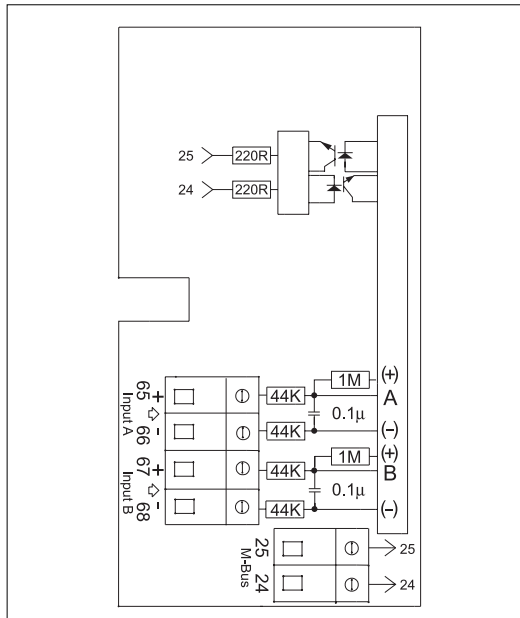 25 220R
24 220R
65 + 44K 1M (+)
Input A A
66 - 44K 0.1μ (-)
67 + 44K 1M (+)
Input B B
68 - 44K 0.1μ (-)
25 25
M-Bus
24 24